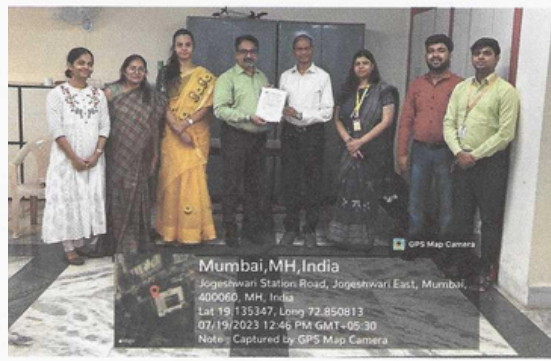 GPS Map Camera
Mumbai,MH,India
Jogeshwari Station Road, Jogeshwari East, Mumbai,
400060, MH, India
Lat 19.135347, Long 72.850813
07/19/2023 12:46 PM GMT+05:30
Note : Captured by GPS Map Camera